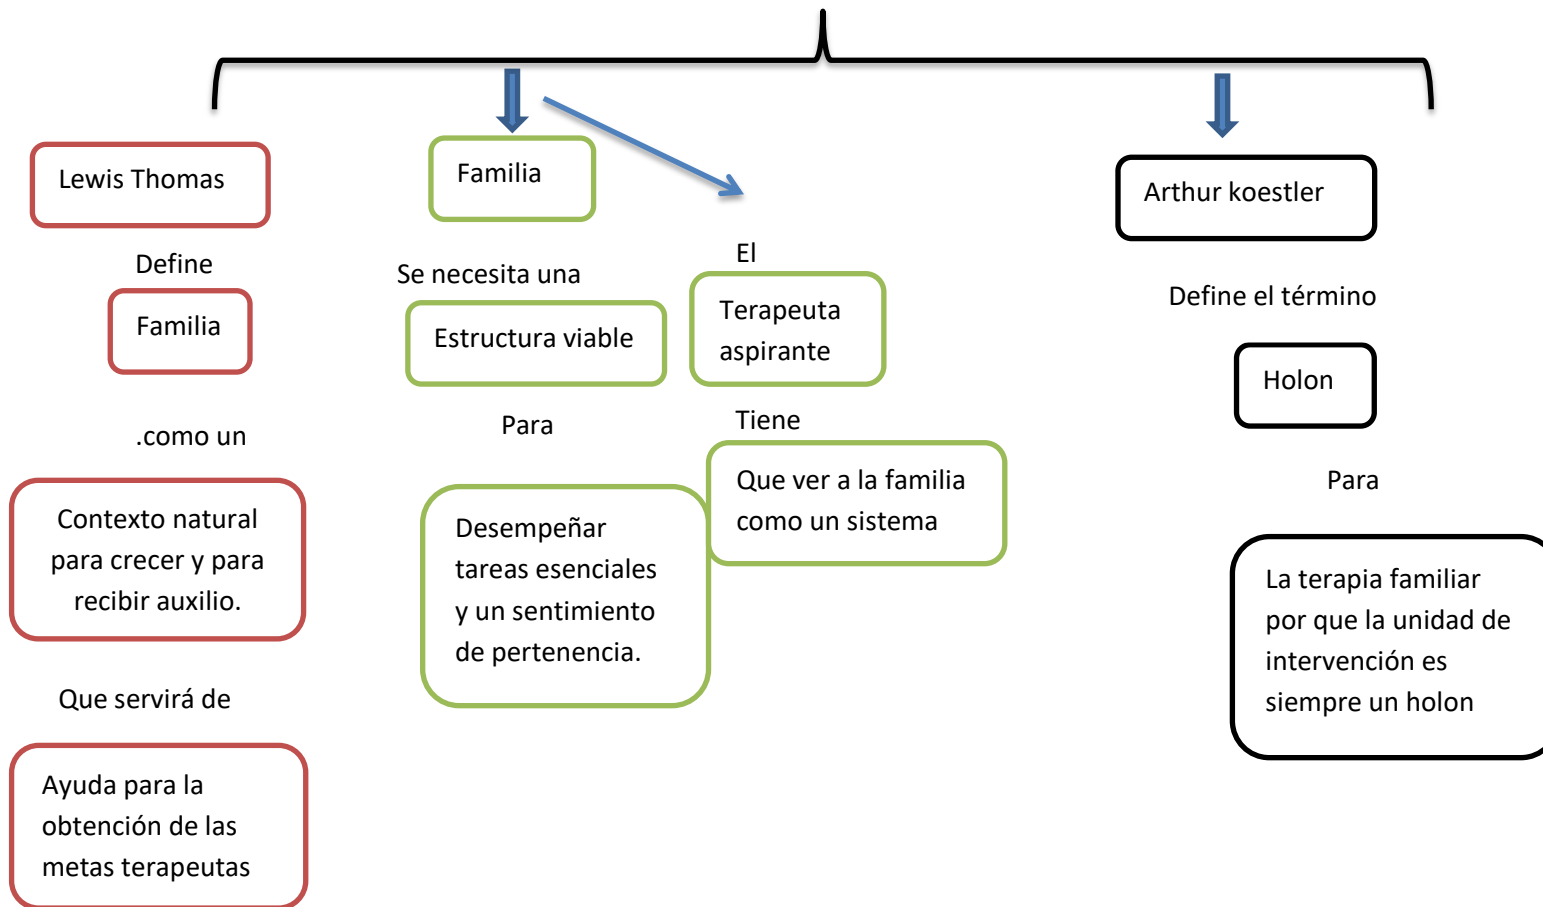 Lewis Thomas
Define
Familia
.como un
Contexto natural
para crecer y para
recibir auxilio.
Que servirá de
Ayuda para la
obtención de las
metas terapeutas
Familia
Se necesita una
Estructura viable
Para
Desempeñar
tareas esenciales
y un sentimiento
de pertenencia.
El
Terapeuta
aspirante
Tiene
Que ver a la familia
como un sistema
Arthur koestler
Define el término
Holon
Para
La terapia familiar
por que la unidad de
intervención es
siempre un holon